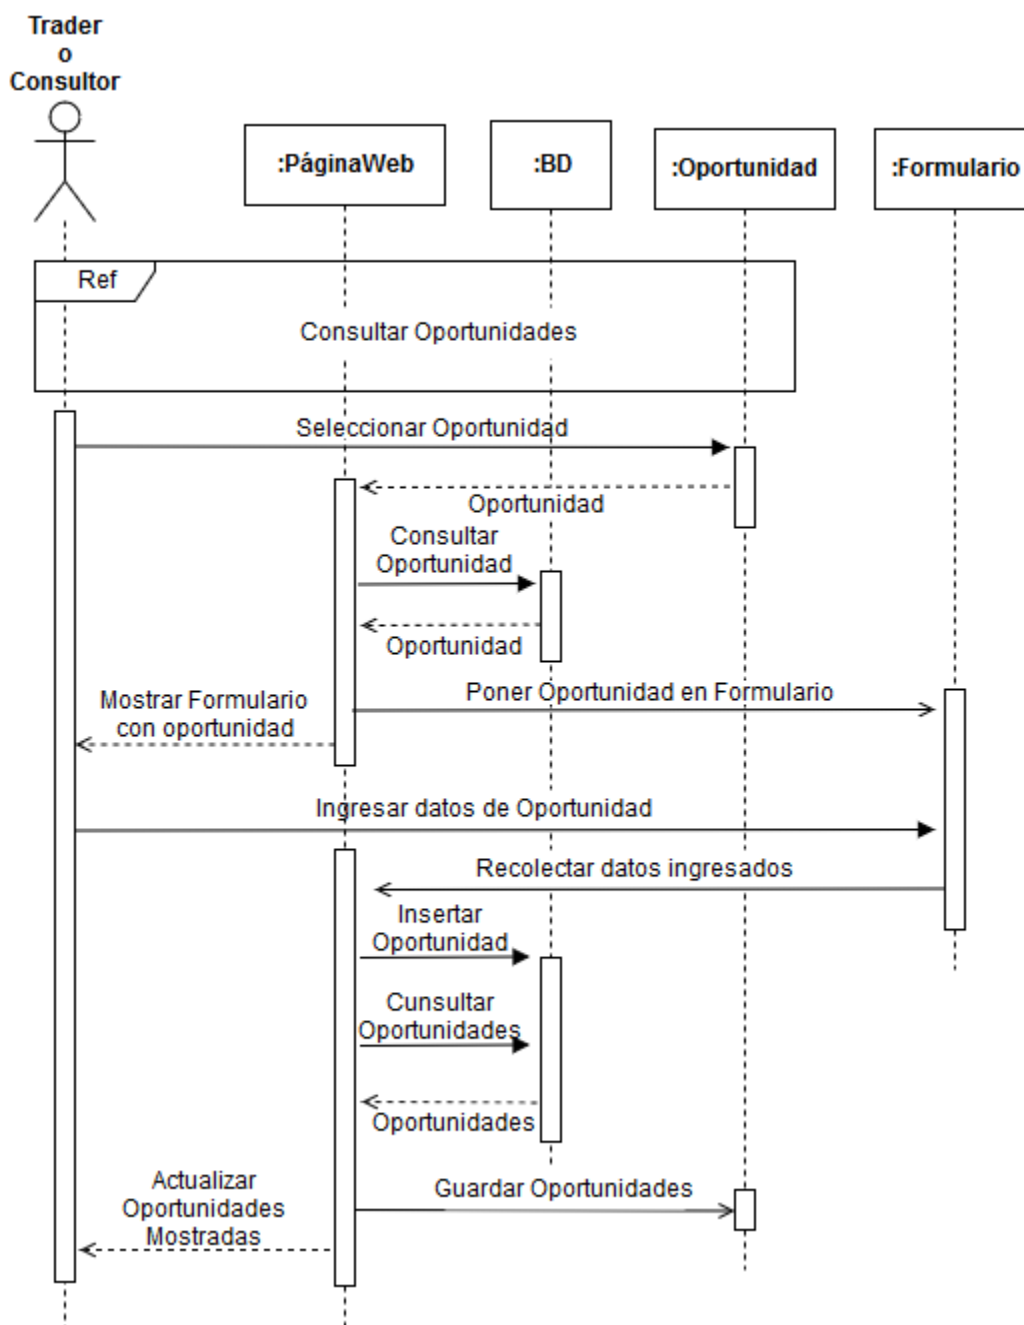 Trader
o
Consultor
:PáginaWeb
:BD
:Oportunidad
:Formulario
Ref
Consultar Oportunidades
Seleccionar Oportunidad
Oportunidad
Consultar
Oportunidad
Oportunidad
Poner Oportunidad en Formulario
Mostrar Formulario
con oportunidad
Ingresar datos de Oportunidad
Recolectar datos ingresados
Insertar
Oportunidad
Cunsultar
Oportunidades
Oportunidades
Guardar Oportunidades
Actualizar
Oportunidades
Mostradas